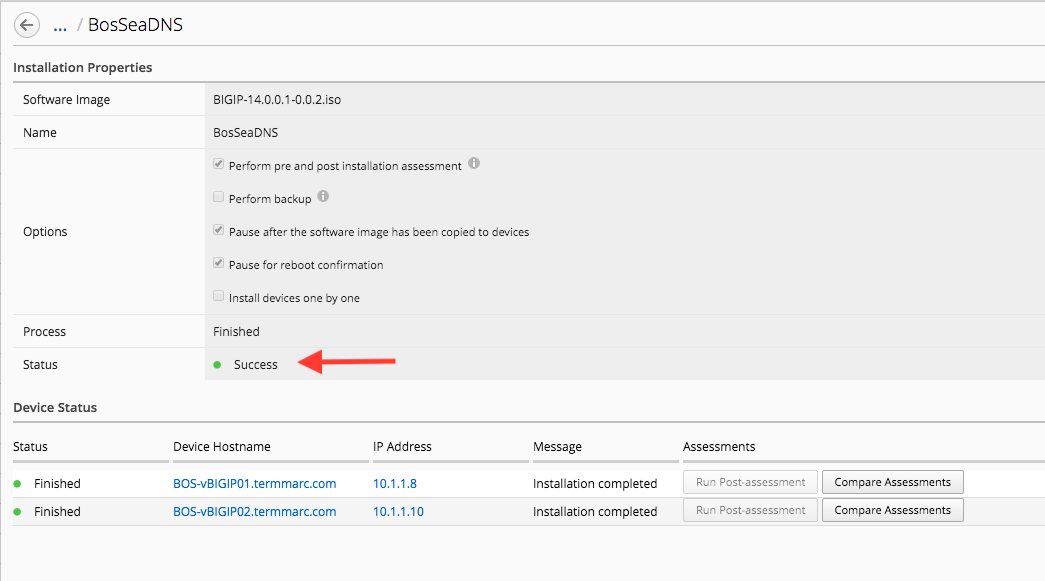 ... / BosSeaDNS
Installation Properties
Software Image BIGIP-14.0.0.1-0.0.2.iso
Name BosSeaDNS
Perform pre and post installation assessment
Perform backup
Options Pause after the software image has been copied to devices
Pause for reboot confirmation
Install devices one by one
Process Finished
Status Success
Device Status
Status Device Hostname IP Address Message Assessments
Finished BOS-vBIGIP01.termmarc.com 10.1.1.8 Installation completed Run Post-assessment Compare Assessments
Finished BOS-vBIGIP02.termmarc.com 10.1.1.10 Installation completed Run Post-assessment Compare Assessments